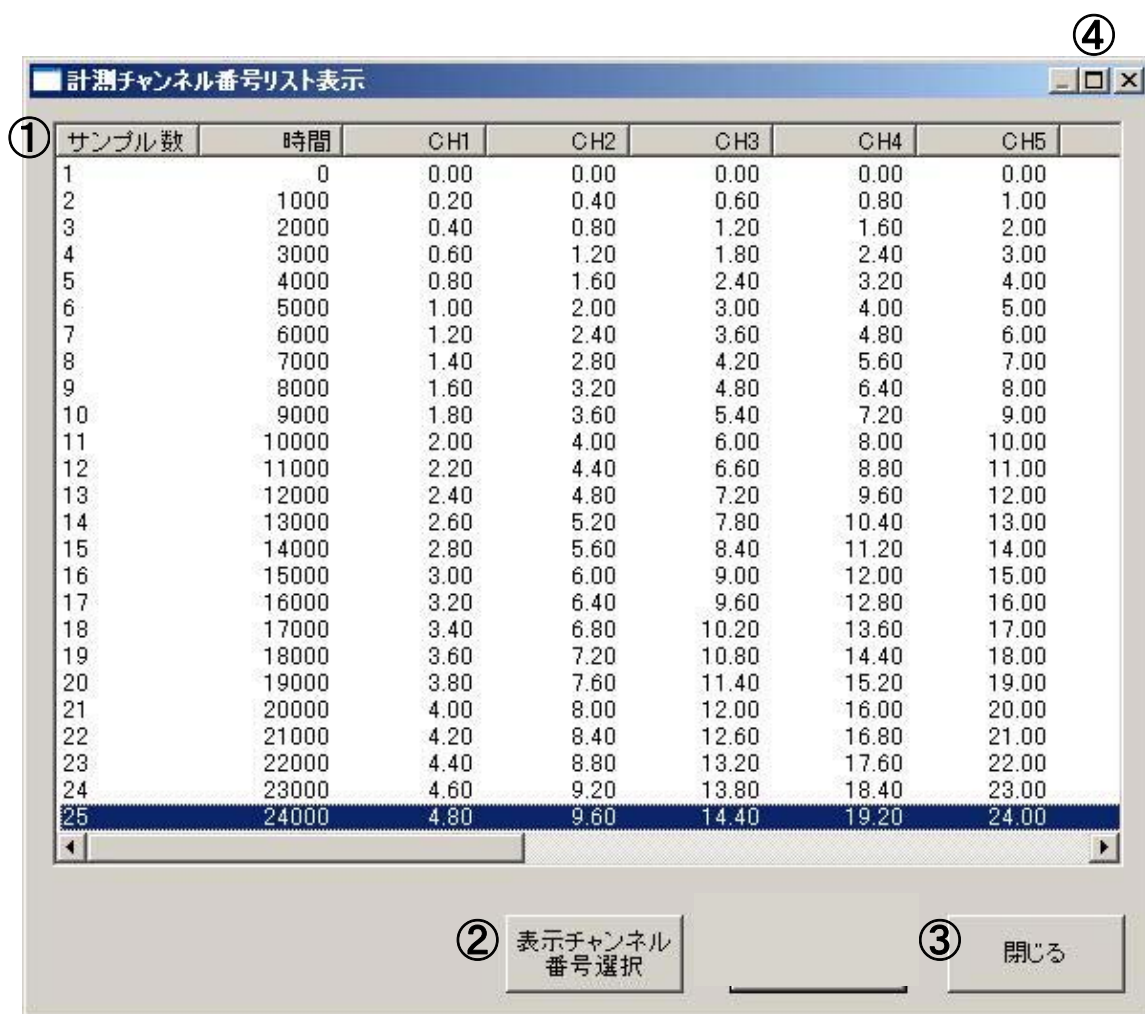 ④
計測チャンネル番号リスト表示
① サンプル数 時間 CH1 CH2 CH3 CH4 CH5
1 0 0.00 0.00 0.00 0.00 0.00
2 1000 0.20 0.40 0.60 0.80 1.00
3 2000 0.40 0.80 1.20 1.60 2.00
4 3000 0.60 1.20 1.80 2.40 3.00
5 4000 0.80 1.60 2.40 3.20 4.00
6 5000 1.00 2.00 3.00 4.00 5.00
7 6000 1.20 2.40 3.60 4.80 6.00
8 7000 1.40 2.80 4.20 5.60 7.00
9 8000 1.60 3.20 4.80 6.40 8.00
10 9000 1.80 3.60 5.40 7.20 9.00
11 10000 2.00 4.00 6.00 8.00 10.00
12 11000 2.20 4.40 6.60 8.80 11.00
13 12000 2.40 4.80 7.20 9.60 12.00
14 13000 2.60 5.20 7.80 10.40 13.00
15 14000 2.80 5.60 8.40 11.20 14.00
16 15000 3.00 6.00 9.00 12.00 15.00
17 16000 3.20 6.40 9.60 12.80 16.00
18 17000 3.40 6.80 10.20 13.60 17.00
19 18000 3.60 7.20 10.80 14.40 18.00
20 19000 3.80 7.60 11.40 15.20 19.00
21 20000 4.00 8.00 12.00 16.00 20.00
22 21000 4.20 8.40 12.60 16.80 21.00
23 22000 4.40 8.80 13.20 17.60 22.00
24 23000 4.60 9.20 13.80 18.40 23.00
25 24000 4.80 9.60 14.40 19.20 24.00
② 表示チャンネル
番号選択
③ 閉じる